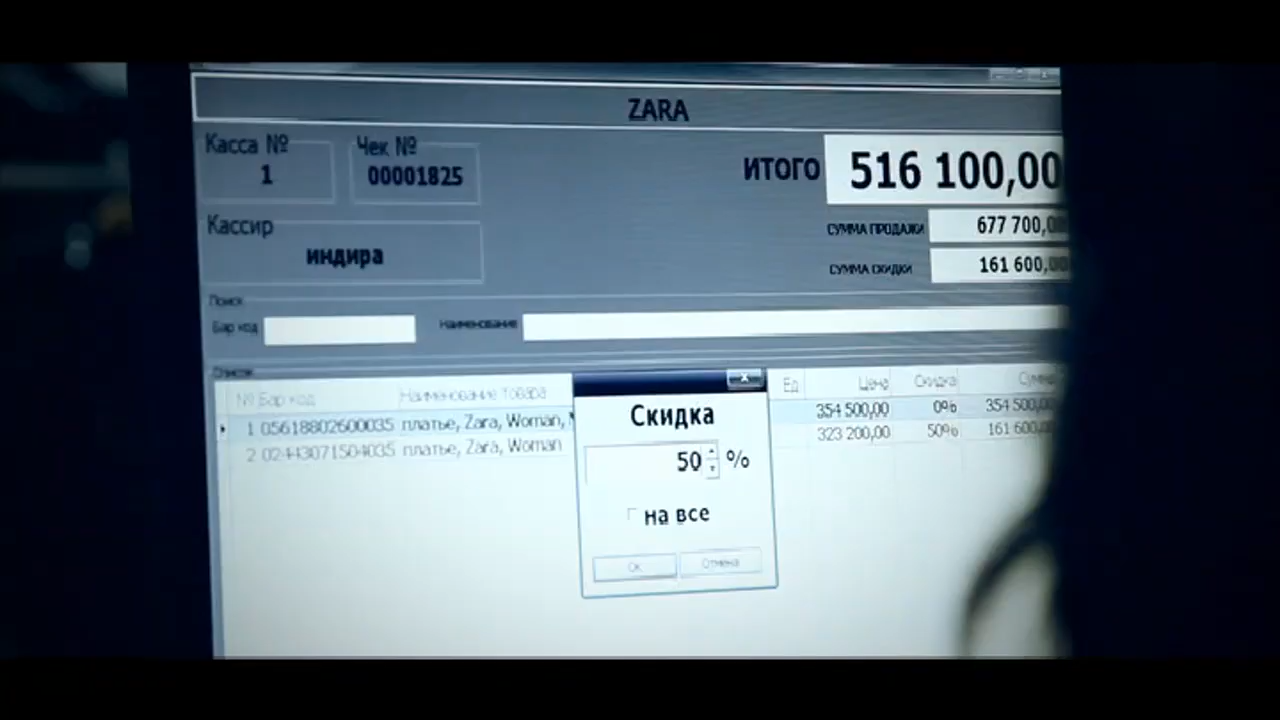 ZARA
Касса №
1
Чек №
00001825
ИТОГО 516 100,00
Кассир
индира
СУММА ПРОДАЖИ 677 700,00
СУММА СКИДКИ 161 600,00
Поиск
Бар код
Наименование
Список
№ Бар код Наименование товара Ед Цена Скидка Сумма
1 05618802600035 платье, Zara, Woman, 354 500,00 0% 354 500,00
2 02443071504035 платье, Zara, Woman 323 200,00 50% 161 600,00
Скидка
50 %
на все
Ок Отмена